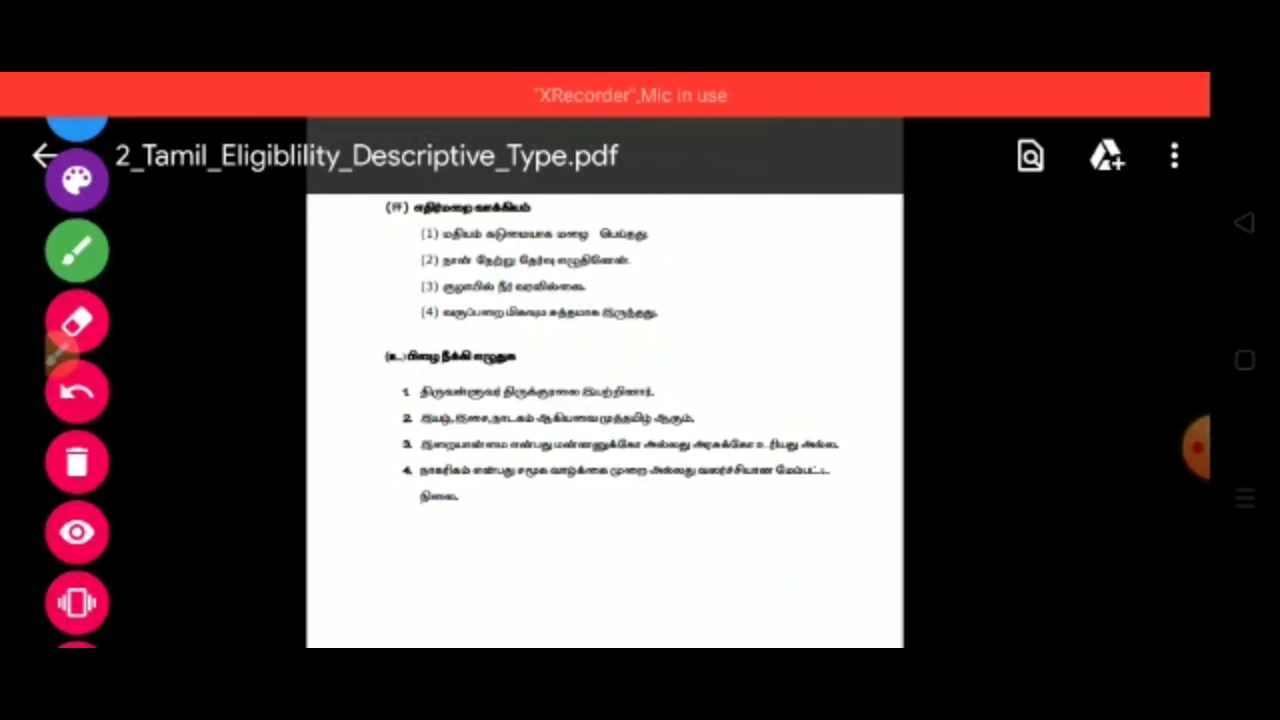 "XRecorder",Mic in use
2_Tamil_Eligiblility_Descriptive_Type.pdf
(ஈ) எதிர்மறை வாக்கியம்
(1) மதியம் கடுமையாக மழை பெய்தது.
(2) நான் நேற்று தேர்வு எழுதினேன்.
(3) குழாயில் நீர் வரவில்லை.
(4) வகுப்பறை மிகவும் சுத்தமாக இருந்தது.
(உ) பிழை நீக்கி எழுதுக
1. திருவள்ளுவர் திருக்குறளை இயற்றினார்.
2. இயழ், இசை, நாடகம் ஆகியவை முத்தமிழ் ஆகும்.
3. இறையாண்மை என்பது மன்னனுக்கோ அல்லது அரசுக்கோ உரியது அல்ல.
4. நாகரிகம் என்பது சமூக வாழ்க்கை முறை அல்லது வளர்ச்சியான மேம்பட்ட
நிலை.